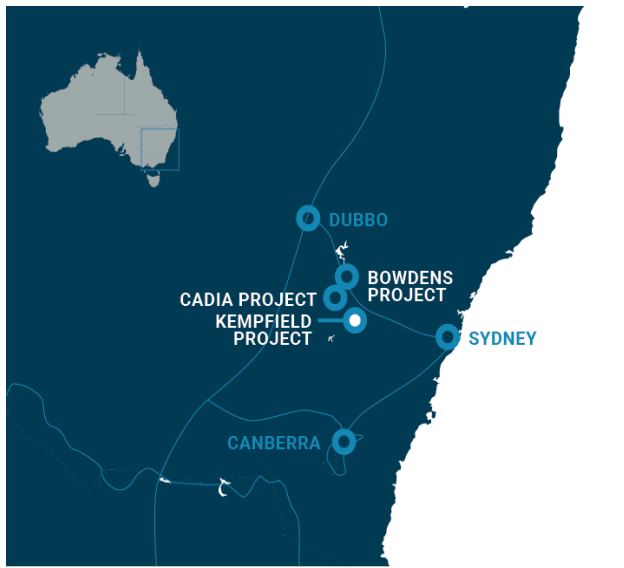 DUBBO
BOWDENS
PROJECT
CADIA PROJECT
KEMPFIELD
PROJECT
SYDNEY
CANBERRA